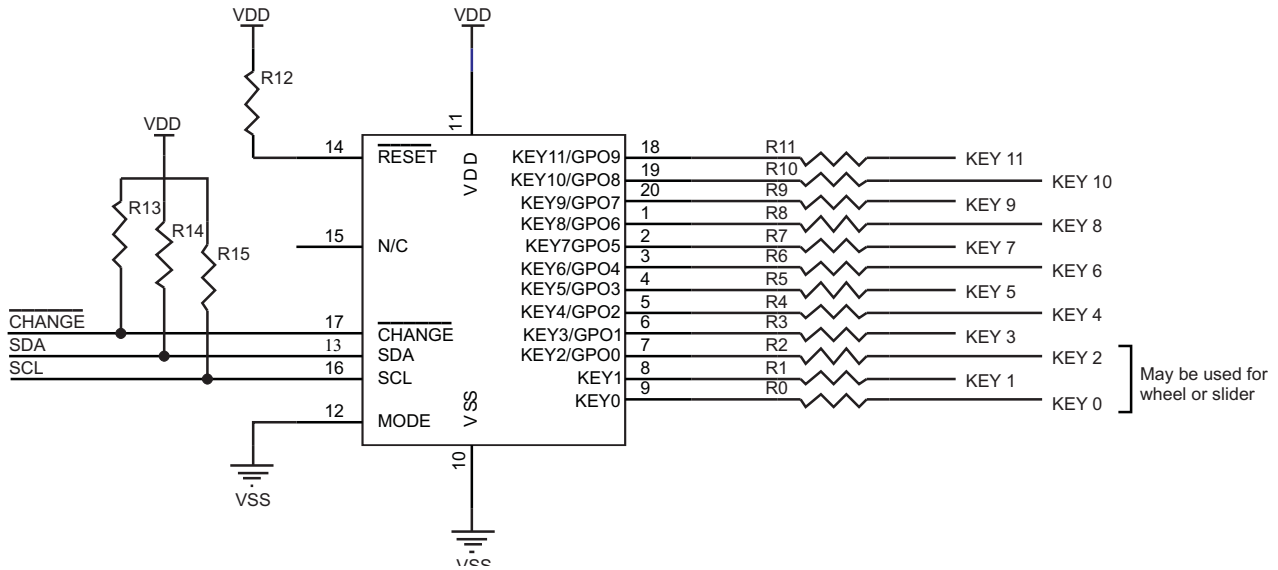 VDD
VDD
R12
VDD
11
14
RESET
VDD
KEY11/GPO9
18
R11
KEY 11
KEY10/GPO8
19
R10
KEY 10
KEY9/GPO7
20
R9
KEY 9
KEY8/GPO6
1
R8
KEY 8
R13
R14
R15
15
N/C
KEY7GPO5
2
R7
KEY 7
KEY6/GPO4
3
R6
KEY 6
KEY5/GPO3
4
R5
KEY 5
KEY4/GPO2
5
R4
KEY 4
CHANGE
17
CHANGE
KEY3/GPO1
6
R3
KEY 3
SDA
13
SDA
KEY2/GPO0
7
R2
KEY 2
SCL
16
SCL
KEY1
8
R1
KEY 1
KEY0
9
R0
KEY 0
May be used for
wheel or slider
12
MODE
VSS
10
VSS
VSS